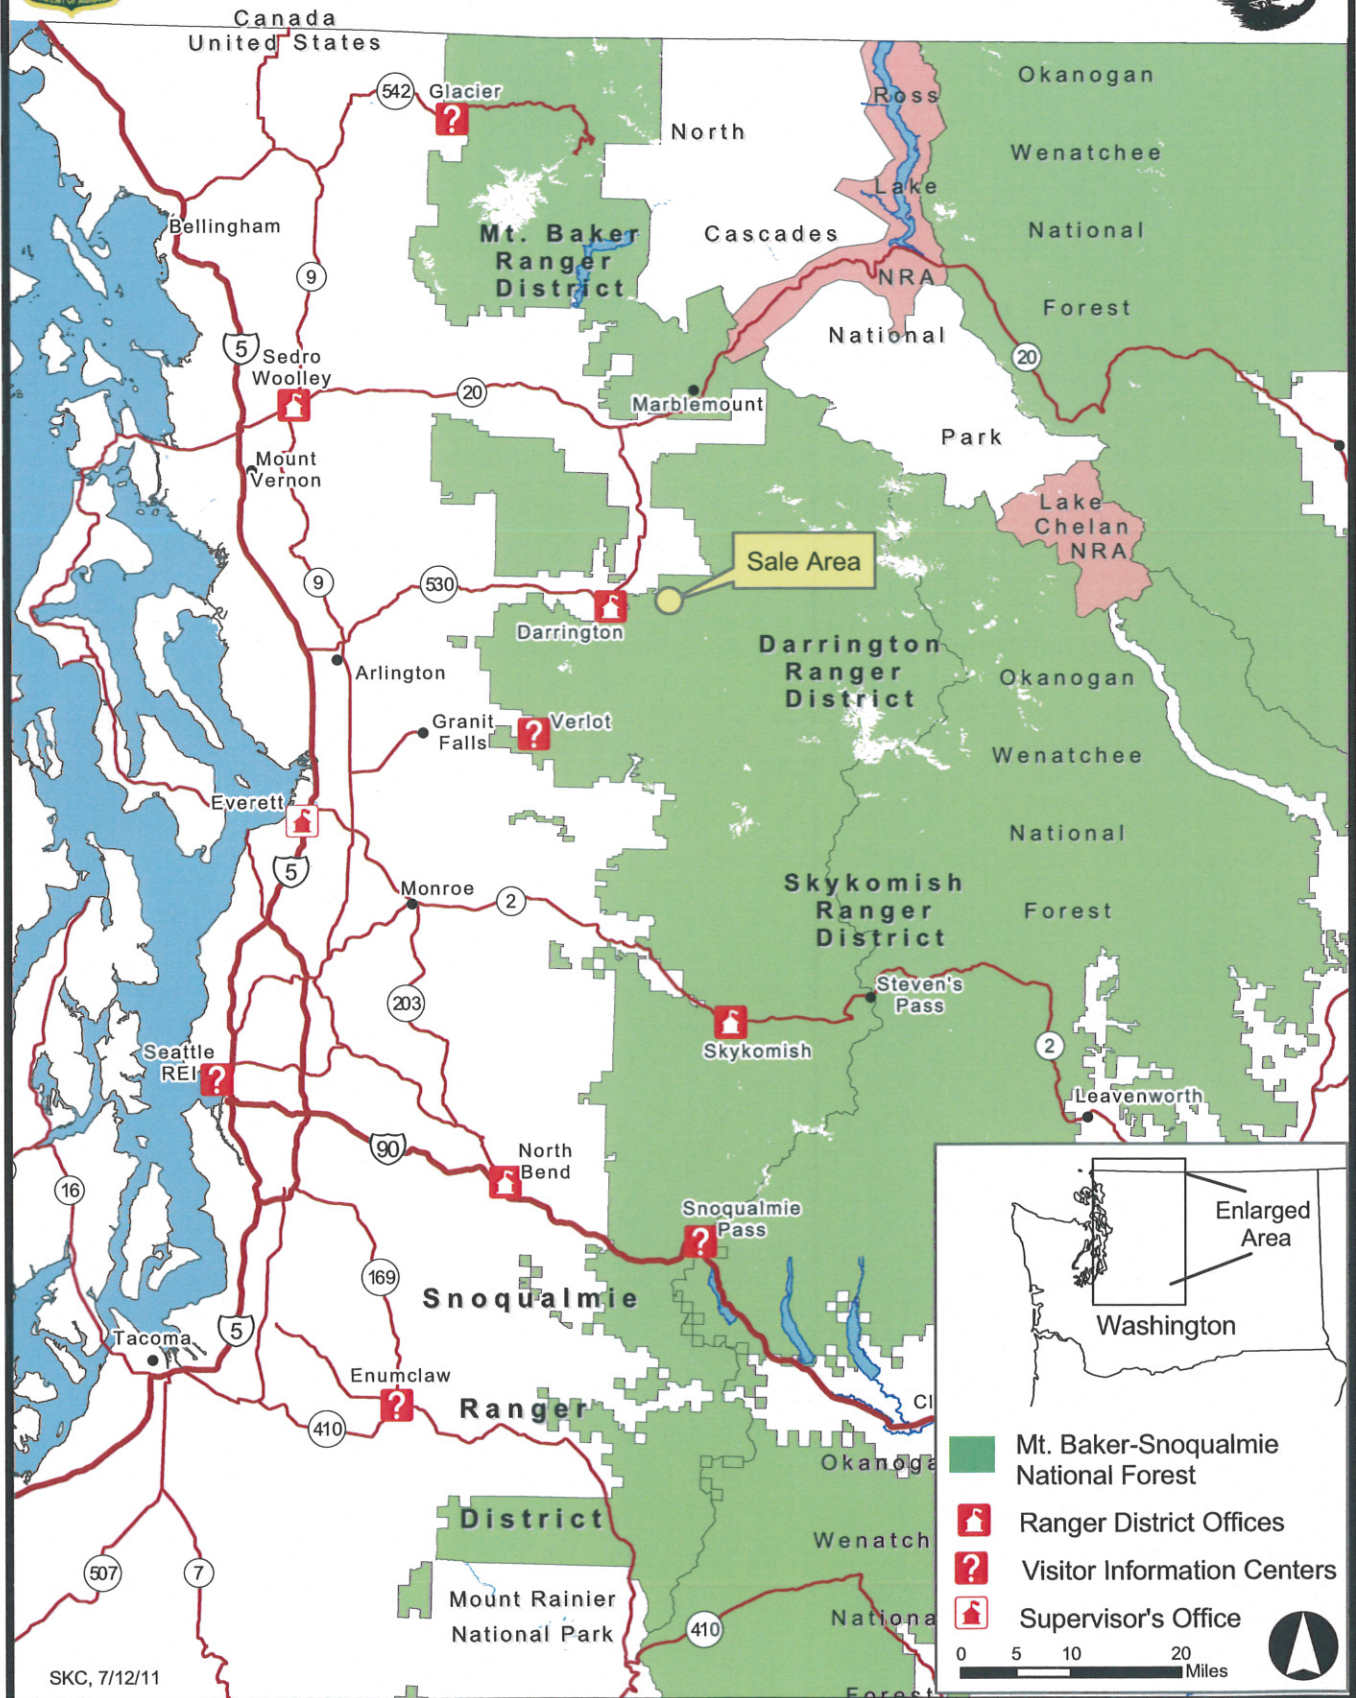 Canada
United States
542
Glacier
North
Ross
Okanogan
Wenatchee
Lake
Bellingham
Mt. Baker
Ranger
District
Cascades
National
9
NRA
Forest
National
5
Sedro
Woolley
20
20
Marblemount
Park
Mount
Vernon
Lake
Chelan
NRA
Sale Area
9
530
Darrington
Darrington
Ranger
District
Arlington
Okanogan
Granit
Falls
Verlot
Wenatchee
Everett
National
5
Monroe
2
Skykomish
Ranger
District
Forest
Steven's
Pass
203
Seattle
REI
Skykomish
2
Leavenworth
90
North
Bend
16
Snoqualmie
Pass
Enlarged
Area
169
Snoqualmie
5
Tacoma
Washington
Enumclaw
Ranger
Cl
410
Okanoga
Mt. Baker-Snoqualmie
National Forest
District
Ranger District Offices
Wenatch
507
7
Visitor Information Centers
Mount Rainier
National Park
410
Nationa
Supervisor's Office
0 5 10 20
Miles
SKC, 7/12/11
Forest